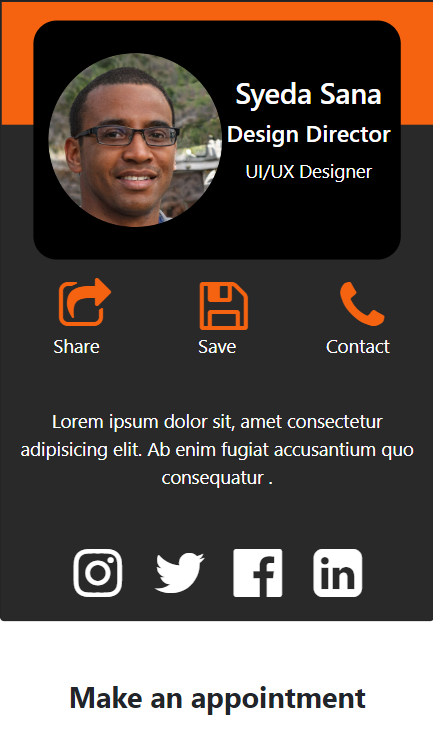 Syeda Sana
Design Director
UI/UX Designer
Share
Save
Contact
Lorem ipsum dolor sit, amet consectetur
adipisicing elit. Ab enim fugiat accusantium quo
consequatur .
in
Make an appointment